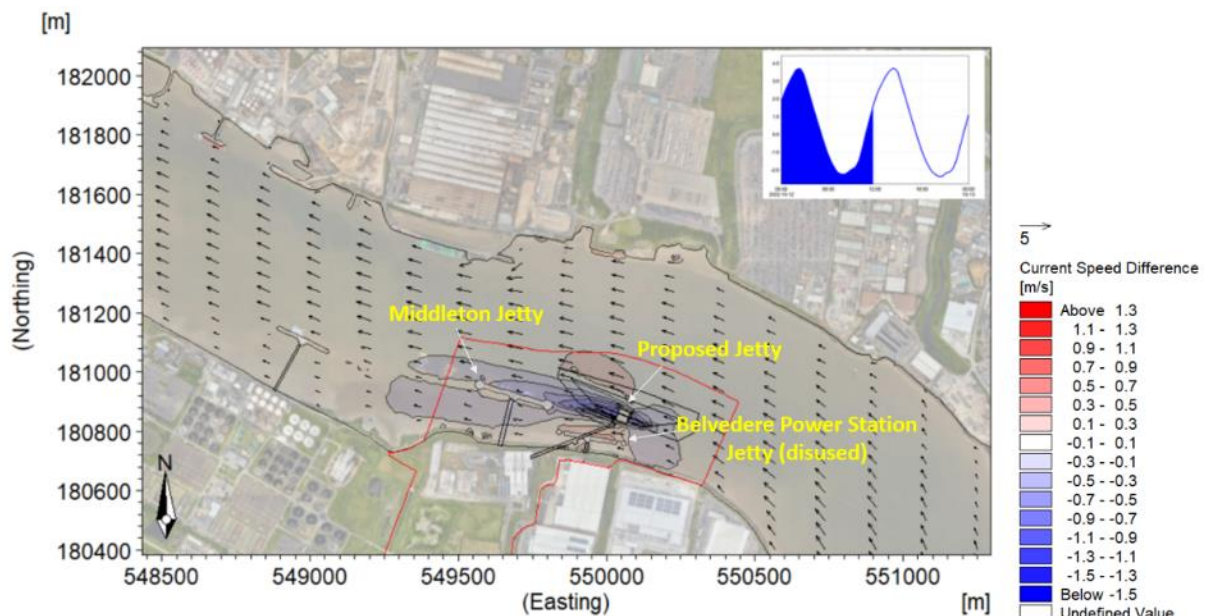 [m]
182000
181800
181600
181400
181200
181000
180800
180600
180400
(Northing)
548500
549000
549500
550000
550500
551000
(Easting)
[m]
Middleton Jetty
Proposed Jetty
Belvedere Power Station
Jetty (disused)
N
5
Current Speed Difference
[m/s]
Above 1.3
1.1 - 1.3
0.9 - 1.1
0.7 - 0.9
0.5 - 0.7
0.3 - 0.5
0.1 - 0.3
-0.1 - 0.1
-0.3 - -0.1
-0.5 - -0.3
-0.7 - -0.5
-0.9 - -0.7
-1.1 - -0.9
-1.3 - -1.1
-1.5 - -1.3
Below -1.5
Undefined Value